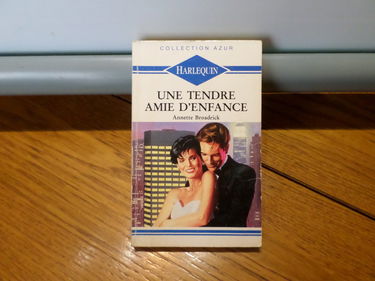 COLLECTION AZUR
HARLEQUIN
UNE TENDRE
AMIE D'ENFANCE
Annette Broadrick